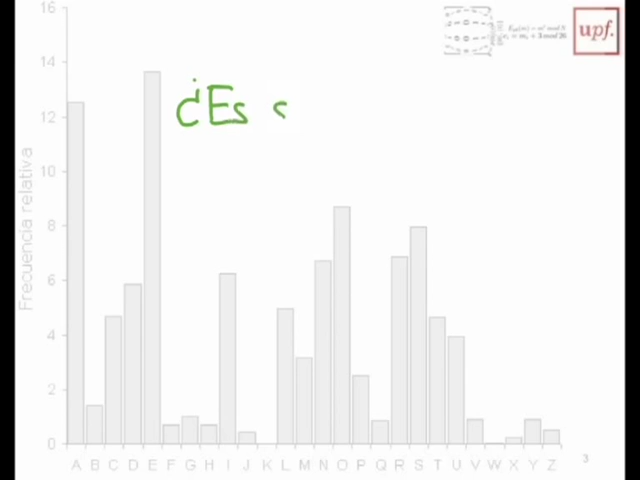 16
14
12
10
8
6
4
2
0
Frecuencia relativa
¿Es
upf.
A B C D E F G H I J K L M N O P Q R S T U V W X Y Z
3